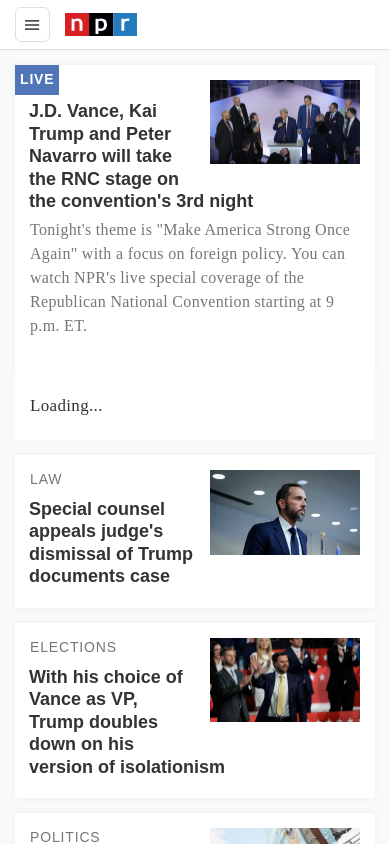 npr
LIVE
J.D. Vance, Kai
Trump and Peter
Navarro will take
the RNC stage on
the convention's 3rd night
Tonight's theme is "Make America Strong Once
Again" with a focus on foreign policy. You can
watch NPR's live special coverage of the
Republican National Convention starting at 9
p.m. ET.
Loading...
LAW
Special counsel
appeals judge's
dismissal of Trump
documents case
ELECTIONS
With his choice of
Vance as VP,
Trump doubles
down on his
version of isolationism
POLITICS